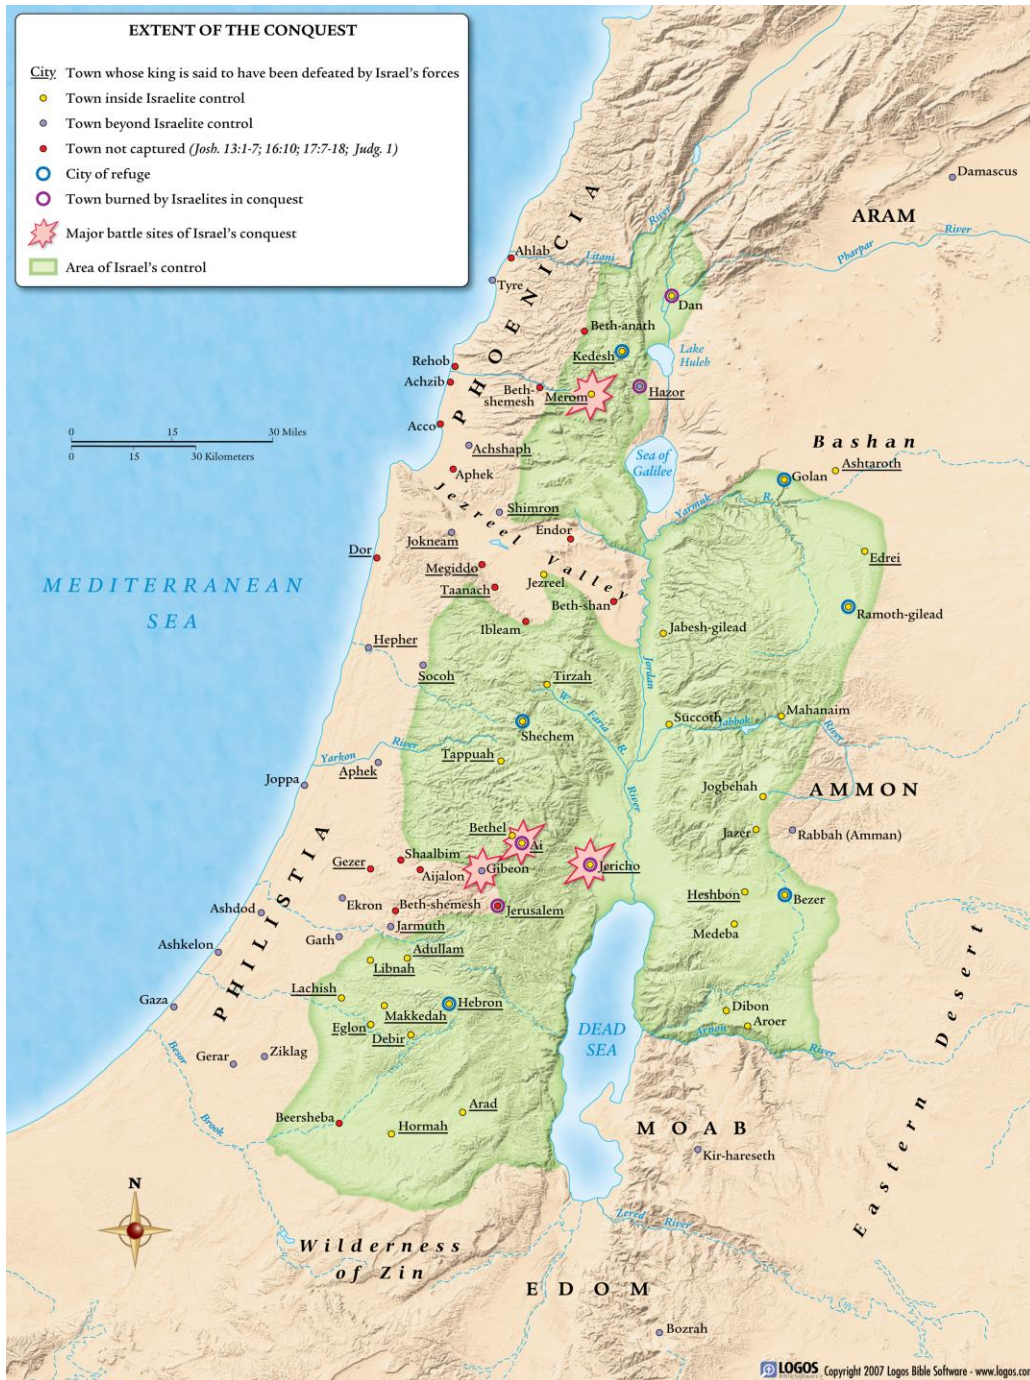 EXTENT OF THE CONQUEST
City Town whose king is said to have been defeated by Israel's forces
Town inside Israelite control
Town beyond Israelite control
Town not captured (Josh. 13:1-7; 16:10; 17:7-18; Judg. 1)
City of refuge
Town burned by Israelites in conquest
Major battle sites of Israel's conquest
Area of Israel's control
Damascus
ARAM
Pharpar River
PHOENICIA
Ahlab
Litani River
Tyre
Dan
Beth-anath
Kedesh
Lake
Huleh
Rehob
Achzib
Beth-
shemesh
Merom
Hazor
Acco
Achshaph
Aphek
Sea of
Galilee
Bashan
Ashtaroth
Golan
Yarmuk R.
Jezreel Valley
Shimron
Endor
Jokneam
Dor
Megiddo
Taanach
Jezreel
Beth-shan
Ibleam
Edrei
Ramoth-gilead
Jabesh-gilead
0 15 30 Miles
0 15 30 Kilometers
MEDITERRANEAN
SEA
Hepher
Socoh
Tirzah
Jordan River
W. Faria R.
Shechem
Succoth
Mahanaim
Jabbok River
Tappuah
Yarkon River
Aphek
Joppa
Jogbehah
AMMON
Jazer
Rabbah (Amman)
Bethel
Ai
Gibeon
Jericho
Shaalbim
Gezer
Aijalon
PHILISTIA
Ekron
Beth-shemesh
Jerusalem
Heshbon
Bezer
Ashdod
Jarmuth
Gath
Medeba
Ashkelon
Adullam
Libnah
Lachish
Makkedah
Hebron
Gaza
Eglon
Debir
DEAD
SEA
Dibon
Aroer
Arnon River
Eastern Desert
Besor Brook
Gerar
Ziklag
Beersheba
Arad
Hormah
MOAB
Kir-hareseth
N
Zered River
Wilderness
of Zin
EDOM
Bozrah
LOGOS
Bible Software
Copyright 2007 Logos Bible Software - www.logos.com